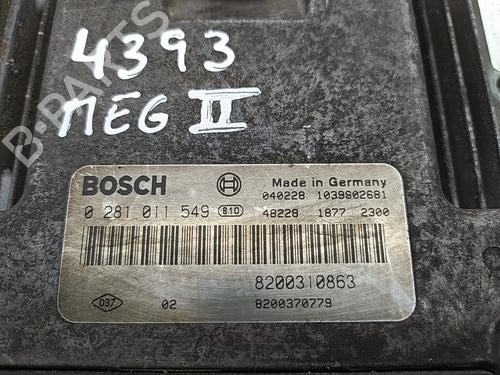 4393
MEG II
B-PARTS
BOSCH
Made in Germany
040228 1039S02681
0 281 011 549 810 48228 1877 2300
8200310863
037 02 8200370779